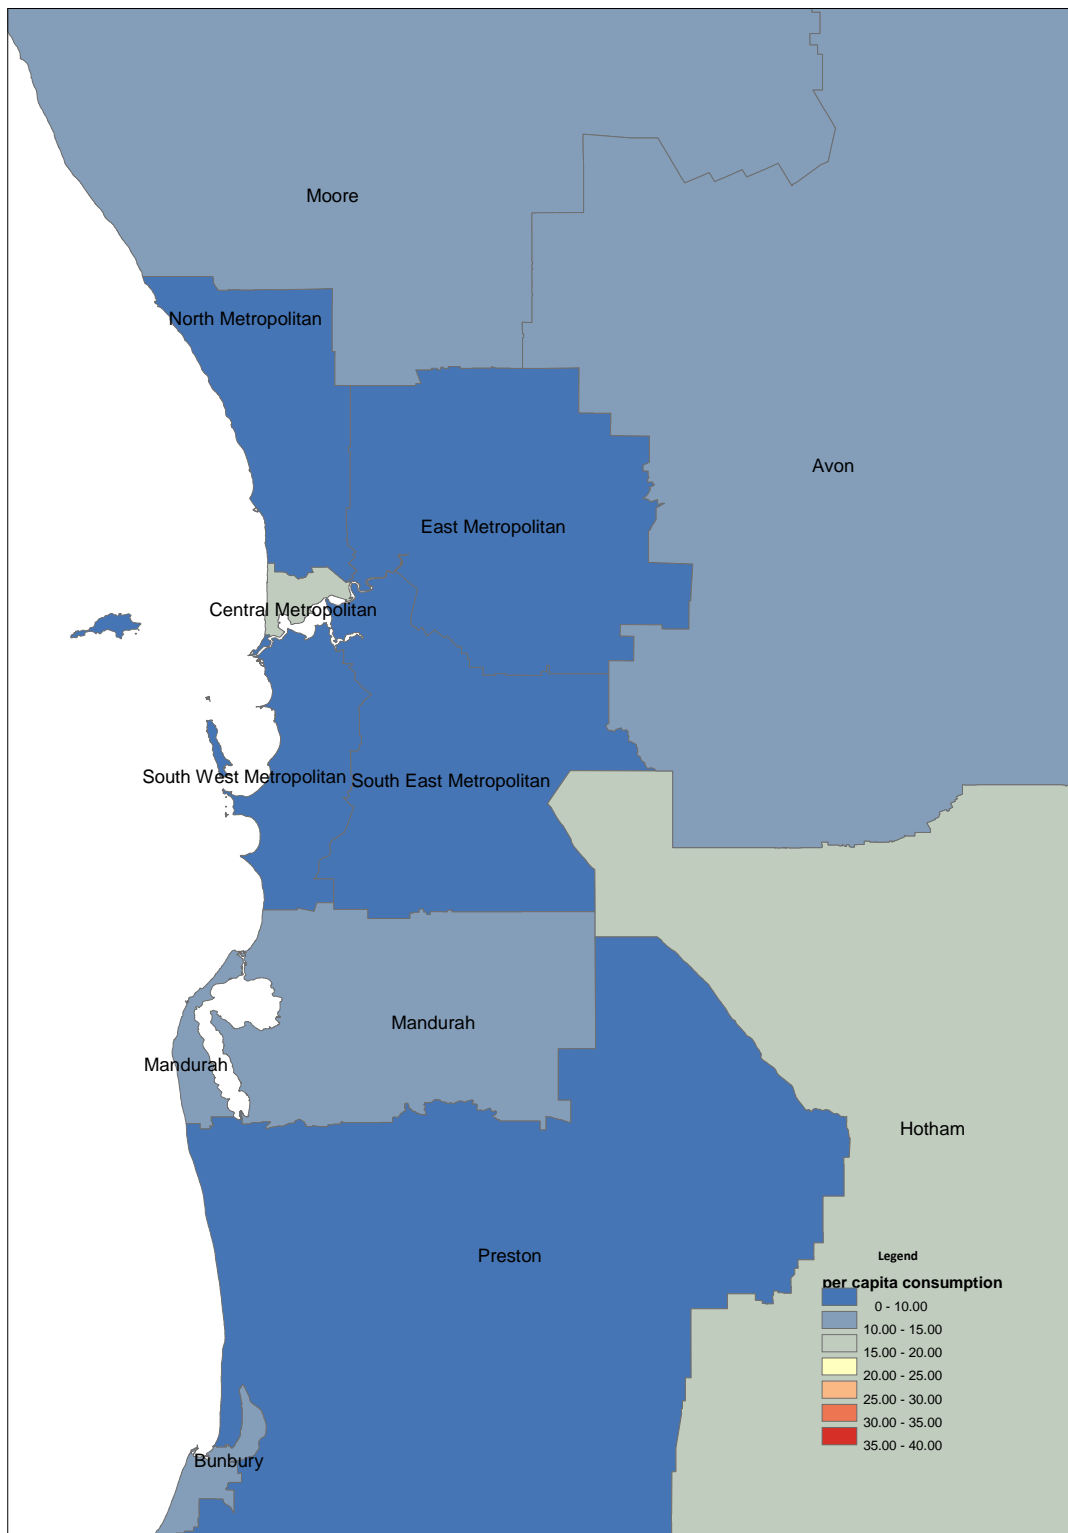 Moore
North Metropolitan
Avon
East Metropolitan
Central Metropolitan
South West Metropolitan
South East Metropolitan
Mandurah
Mandurah
Hotham
Preston
Legend
per capita consumption
0 - 10.00
10.00 - 15.00
15.00 - 20.00
20.00 - 25.00
25.00 - 30.00
30.00 - 35.00
35.00 - 40.00
Bunbury